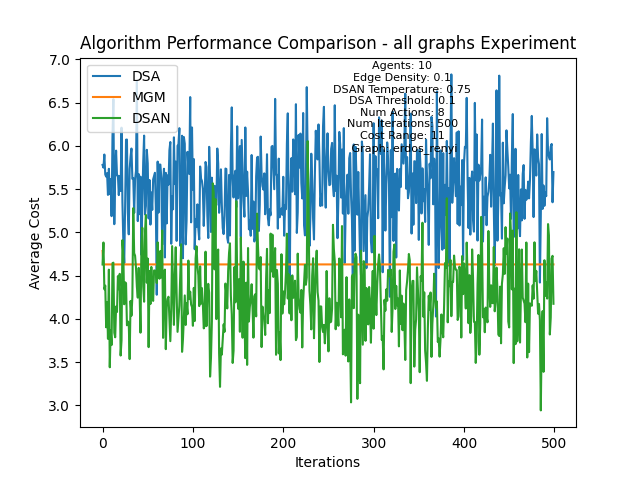 Algorithm Performance Comparison - all graphs Experiment
DSA
MGM
DSAN
Agents: 10
Edge Density: 0.1
DSAN Temperature: 0.75
DSA Threshold: 0.1
Num Actions: 8
Num Iterations: 500
Cost Range: 11
Graph: erdos_renyi
7.0
6.5
6.0
5.5
5.0
4.5
4.0
3.5
3.0
Average Cost
0 100 200 300 400 500
Iterations